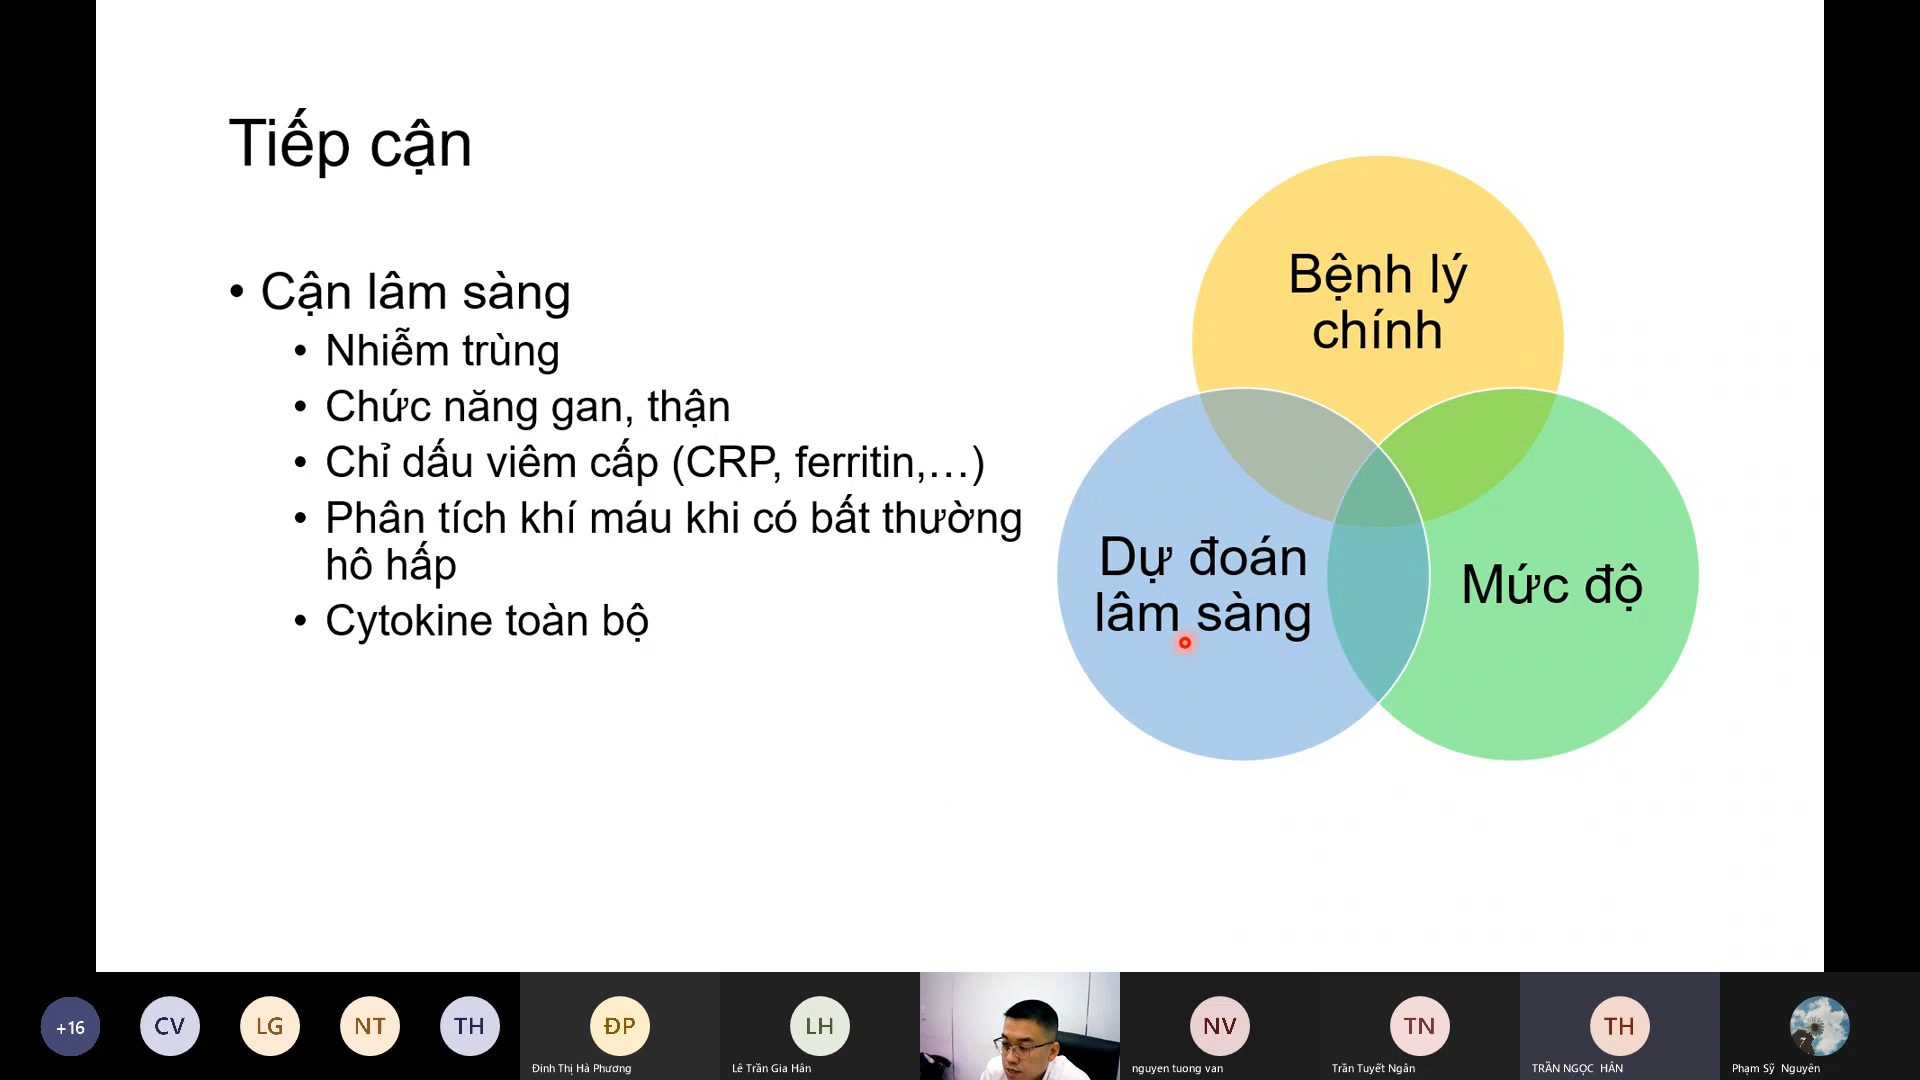 Tiếp cận
• Cận lâm sàng
• Nhiễm trùng
• Chức năng gan, thận
• Chỉ dấu viêm cấp (CRP, ferritin,…)
• Phân tích khí máu khi có bất thường
hô hấp
• Cytokine toàn bộ
Bệnh lý
chính
Dự đoán
lâm sàng
Mức độ
+16
CV
LG
NT
TH
ĐP
Đinh Thị Hà Phương
LH
Lê Trần Gia Hân
NV
nguyen tuong van
TN
Trần Tuyết Ngân
TH
TRẦN NGỌC HÂN
Phạm Sỹ Nguyên